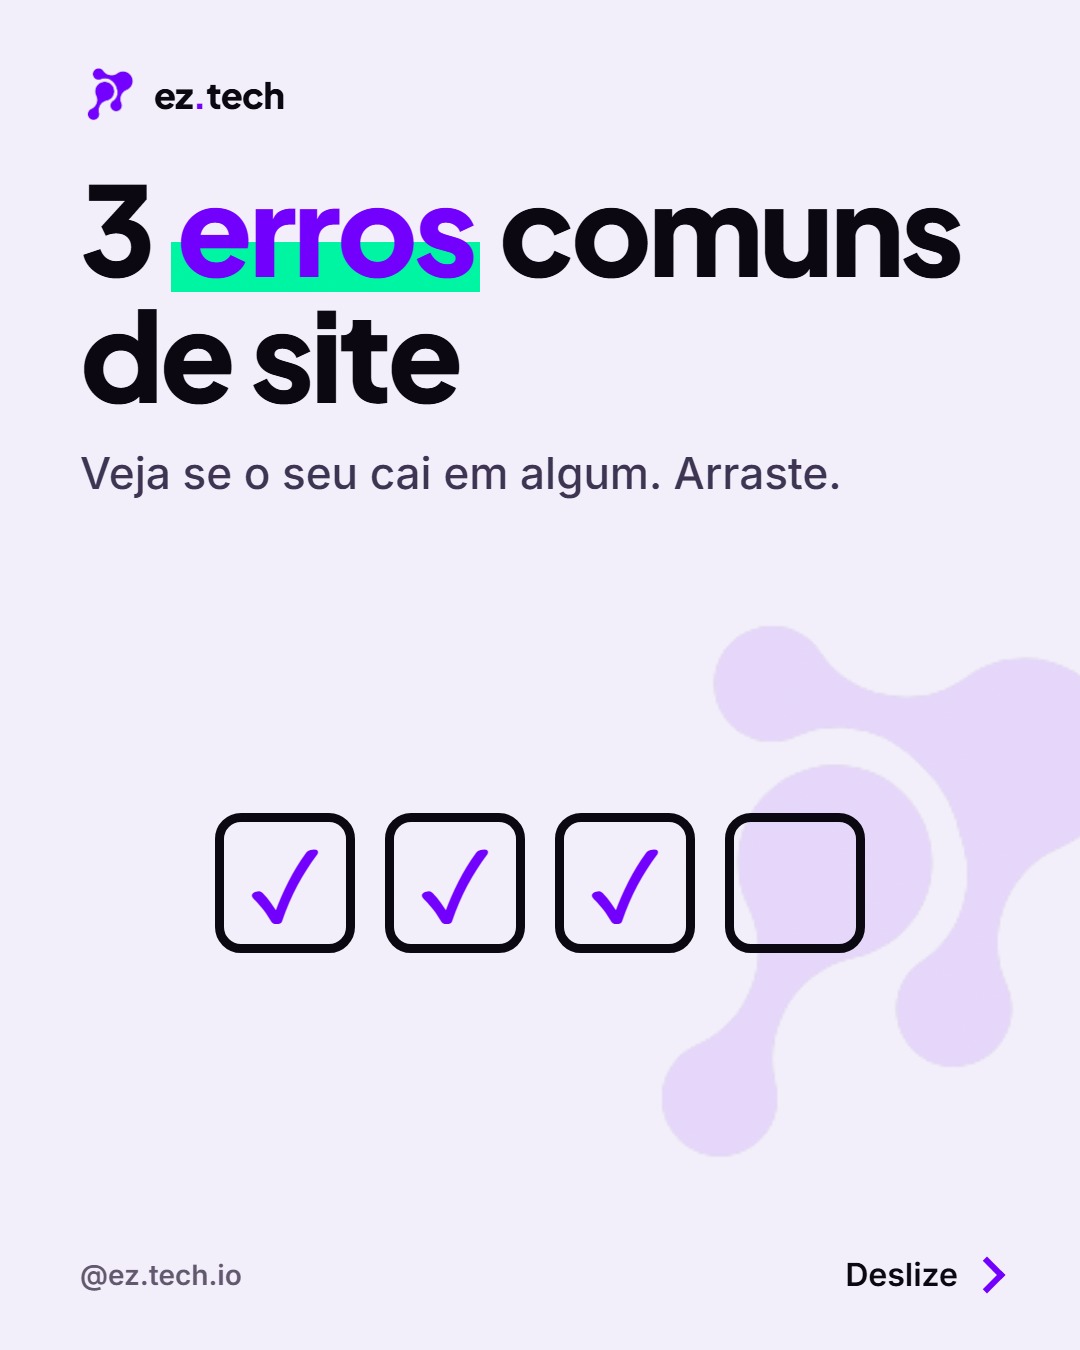 ez.tech
3 erros comuns
de site
Veja se o seu cai em algum. Arraste.
✓ ✓ ✓
@ez.tech.io
Deslize